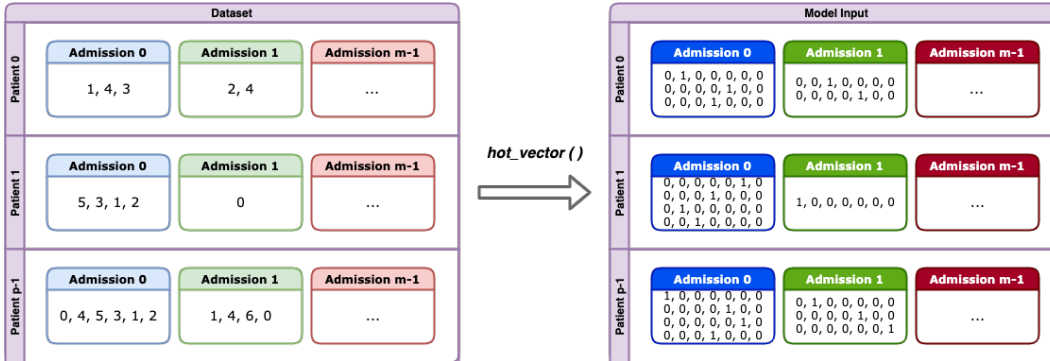 Dataset
Patient 0
Admission 0
1, 4, 3
Admission 1
2, 4
Admission m-1
...
Patient 1
Admission 0
5, 3, 1, 2
Admission 1
0
Admission m-1
...
Patient p-1
Admission 0
0, 4, 5, 3, 1, 2
Admission 1
1, 4, 6, 0
Admission m-1
...
hot_vector ( )
Model Input
Patient 0
Admission 0
0, 1, 0, 0, 0, 0, 0
0, 0, 0, 0, 1, 0, 0
0, 0, 0, 1, 0, 0, 0
Admission 1
0, 0, 1, 0, 0, 0, 0
0, 0, 0, 0, 1, 0, 0
Admission m-1
...
Patient 1
Admission 0
0, 0, 0, 0, 0, 1, 0
0, 0, 0, 1, 0, 0, 0
0, 1, 0, 0, 0, 0, 0
0, 0, 1, 0, 0, 0, 0
Admission 1
1, 0, 0, 0, 0, 0, 0
Admission m-1
...
Patient p-1
Admission 0
1, 0, 0, 0, 0, 0, 0
0, 0, 0, 0, 1, 0, 0
0, 0, 0, 0, 0, 1, 0
0, 0, 0, 1, 0, 0, 0
Admission 1
0, 1, 0, 0, 0, 0, 0
0, 0, 0, 0, 1, 0, 0
0, 0, 0, 0, 0, 0, 1
Admission m-1
...